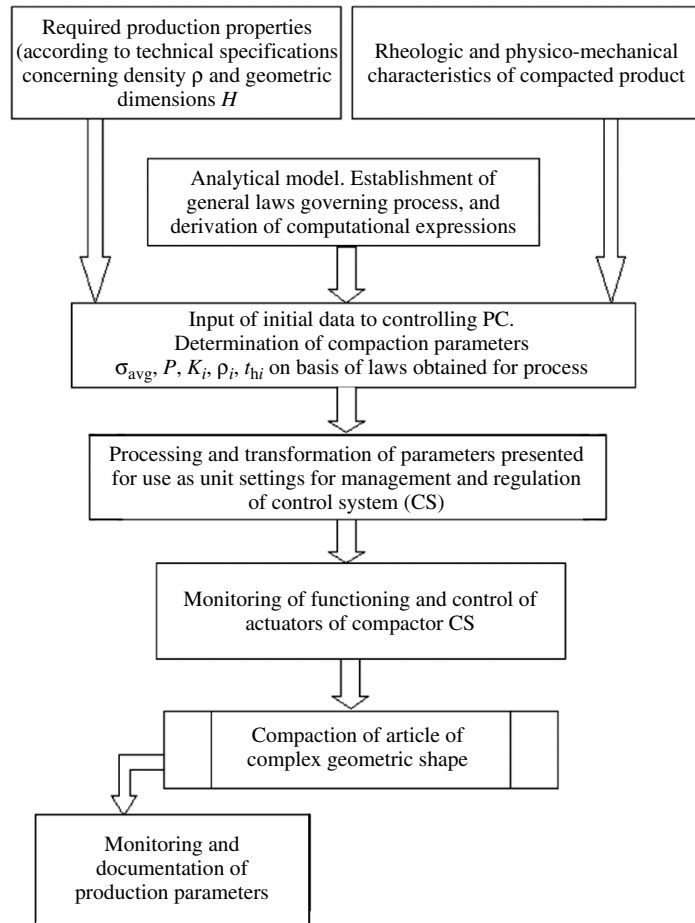 Required production properties
(according to technical specifications
concerning density ρ and geometric
dimensions H
Rheologic and physico-mechanical
characteristics of compacted product
Analytical model. Establishment of
general laws governing process, and
derivation of computational expressions
Input of initial data to controlling PC.
Determination of compaction parameters
σavg, P, Ki, ρi, thi on basis of laws obtained for process
Processing and transformation of parameters presented
for use as unit settings for management and regulation
of control system (CS)
Monitoring of functioning and control of
actuators of compactor CS
Compaction of article of
complex geometric shape
Monitoring and
documentation of
production parameters